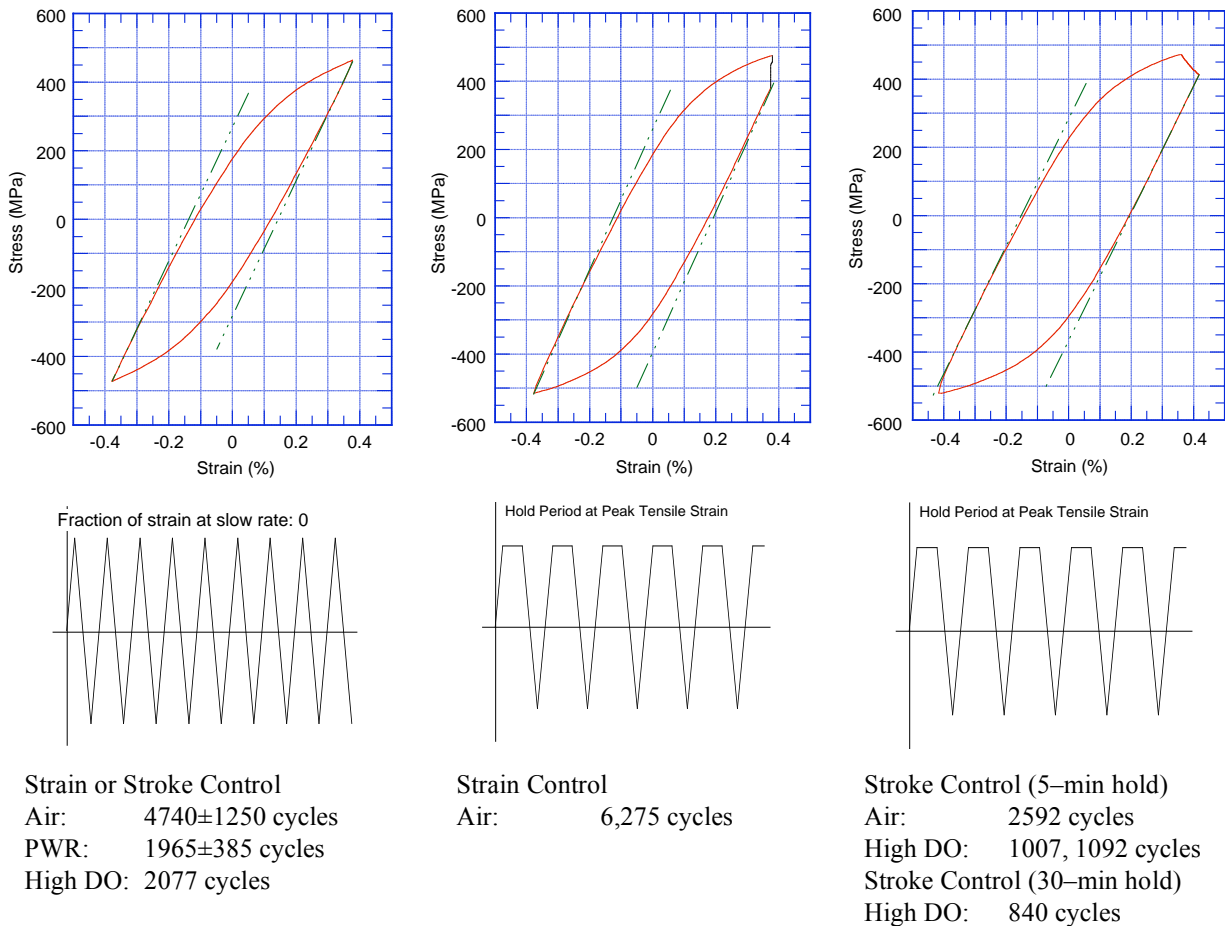 600
400
200
0
-200
-400
-600
Stress (MPa)
-0.4 -0.2 0 0.2 0.4
Strain (%)
600
400
200
0
-200
-400
-600
Stress (MPa)
-0.4 -0.2 0 0.2 0.4
Strain (%)
600
400
200
0
-200
-400
-600
Stress (MPa)
-0.4 -0.2 0 0.2 0.4
Strain (%)
Fraction of strain at slow rate: 0
Hold Period at Peak Tensile Strain
Hold Period at Peak Tensile Strain
Strain or Stroke Control
Air: 4740±1250 cycles
PWR: 1965±385 cycles
High DO: 2077 cycles
Strain Control
Air: 6,275 cycles
Stroke Control (5–min hold)
Air: 2592 cycles
High DO: 1007, 1092 cycles
Stroke Control (30–min hold)
High DO: 840 cycles